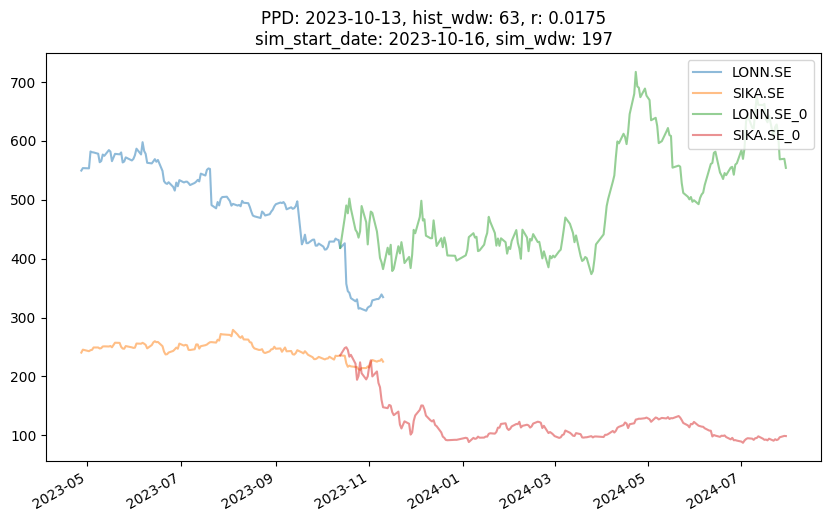 PPD: 2023-10-13, hist_wdw: 63, r: 0.0175
sim_start_date: 2023-10-16, sim_wdw: 197
LONN.SE
SIKA.SE
LONN.SE_0
SIKA.SE_0
700
600
500
400
300
200
100
2023-05
2023-07
2023-09
2023-11
2024-01
2024-03
2024-05
2024-07